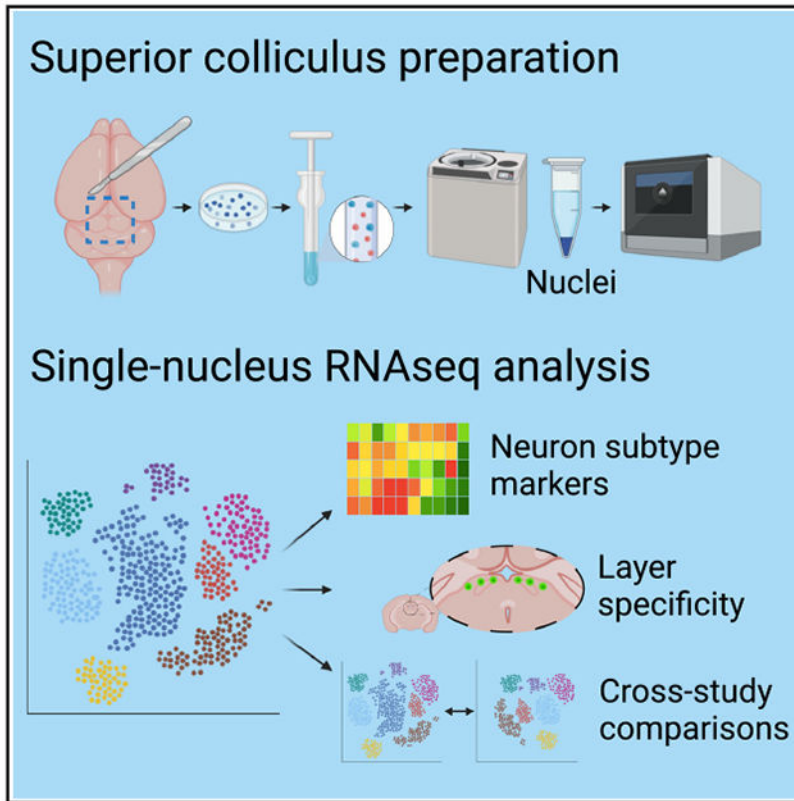 Superior colliculus preparation
Nuclei
Single-nucleus RNAseq analysis
Neuron subtype
markers
Layer
specificity
Cross-study
comparisons